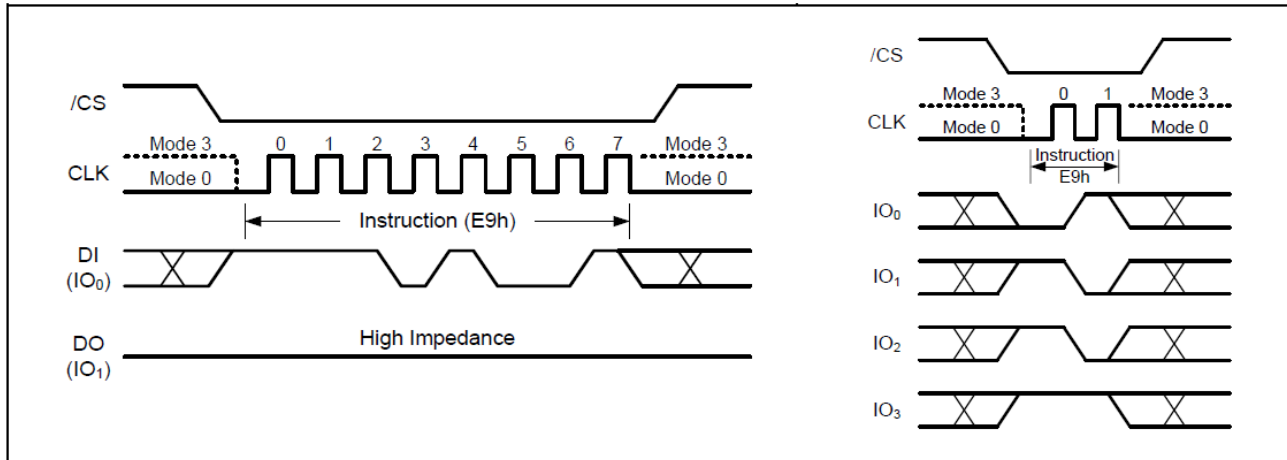 /CS
Mode 3 0 1 2 3 4 5 6 7 Mode 3
CLK
Mode 0 Mode 0
Instruction (E9h)
DI
(IO₀)
High Impedance
DO
(IO₁)
/CS
Mode 3 0 1 Mode 3
CLK
Mode 0 Mode 0
Instruction
E9h
IO₀
IO₁
IO₂
IO₃